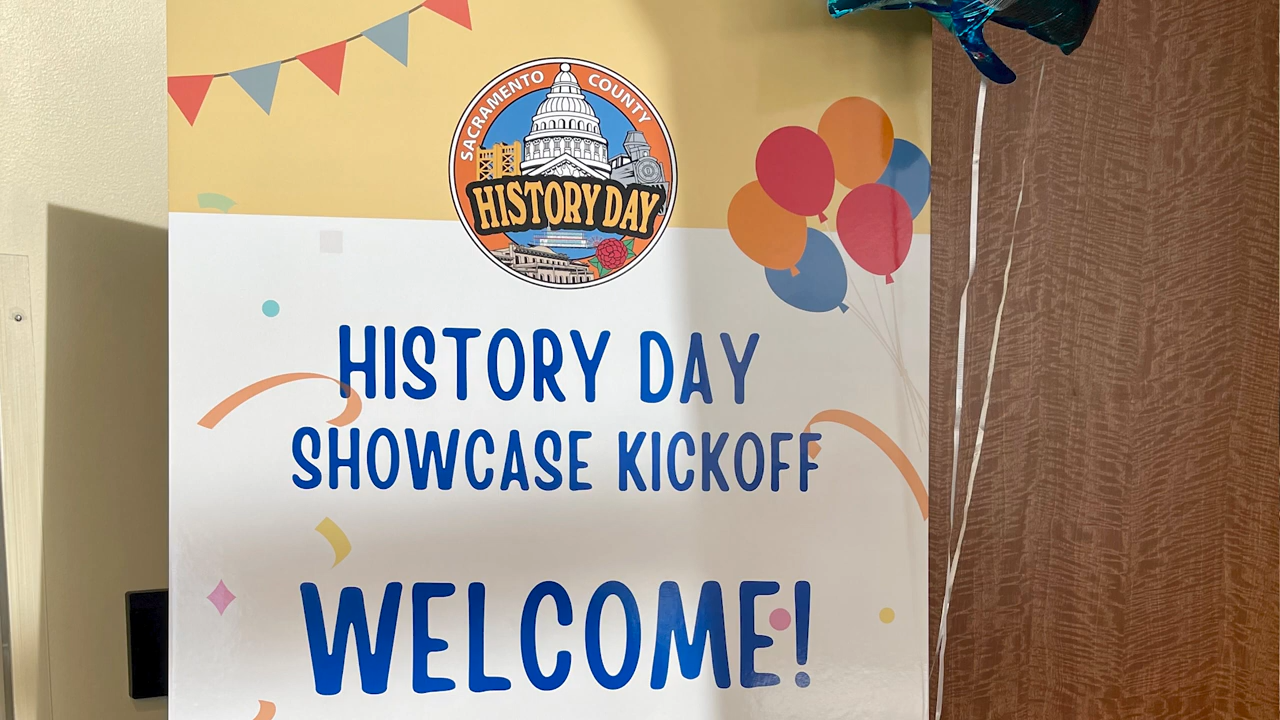 SACRAMENTO COUNTY
HISTORY DAY
HISTORY DAY
SHOWCASE KICKOFF
WELCOME!